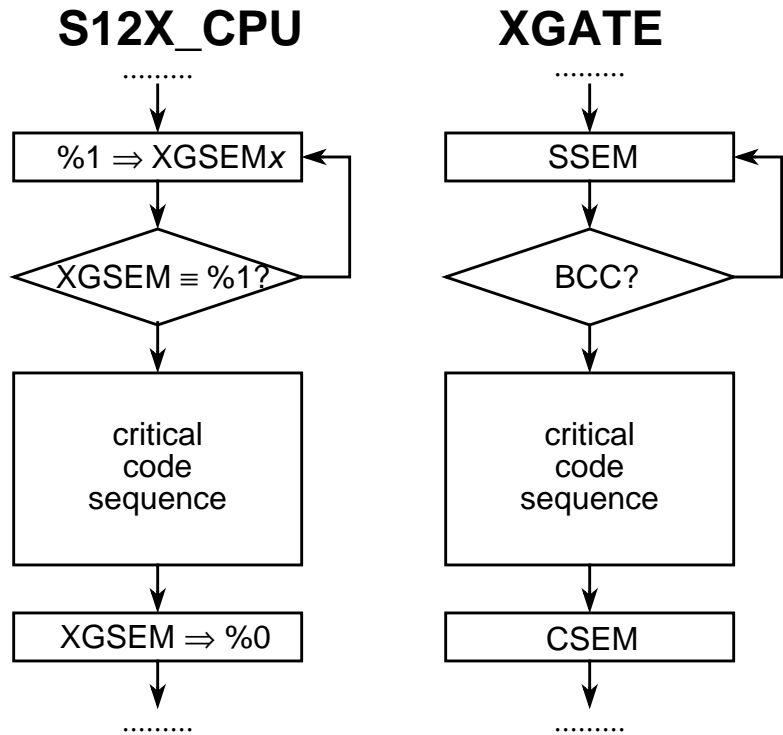 S12X_CPU
.........
%1 ⇒ XGSEMx
XGSEM ≡ %1?
critical
code
sequence
XGSEM ⇒ %0
.........
XGATE
.........
SSEM
BCC?
critical
code
sequence
CSEM
.........